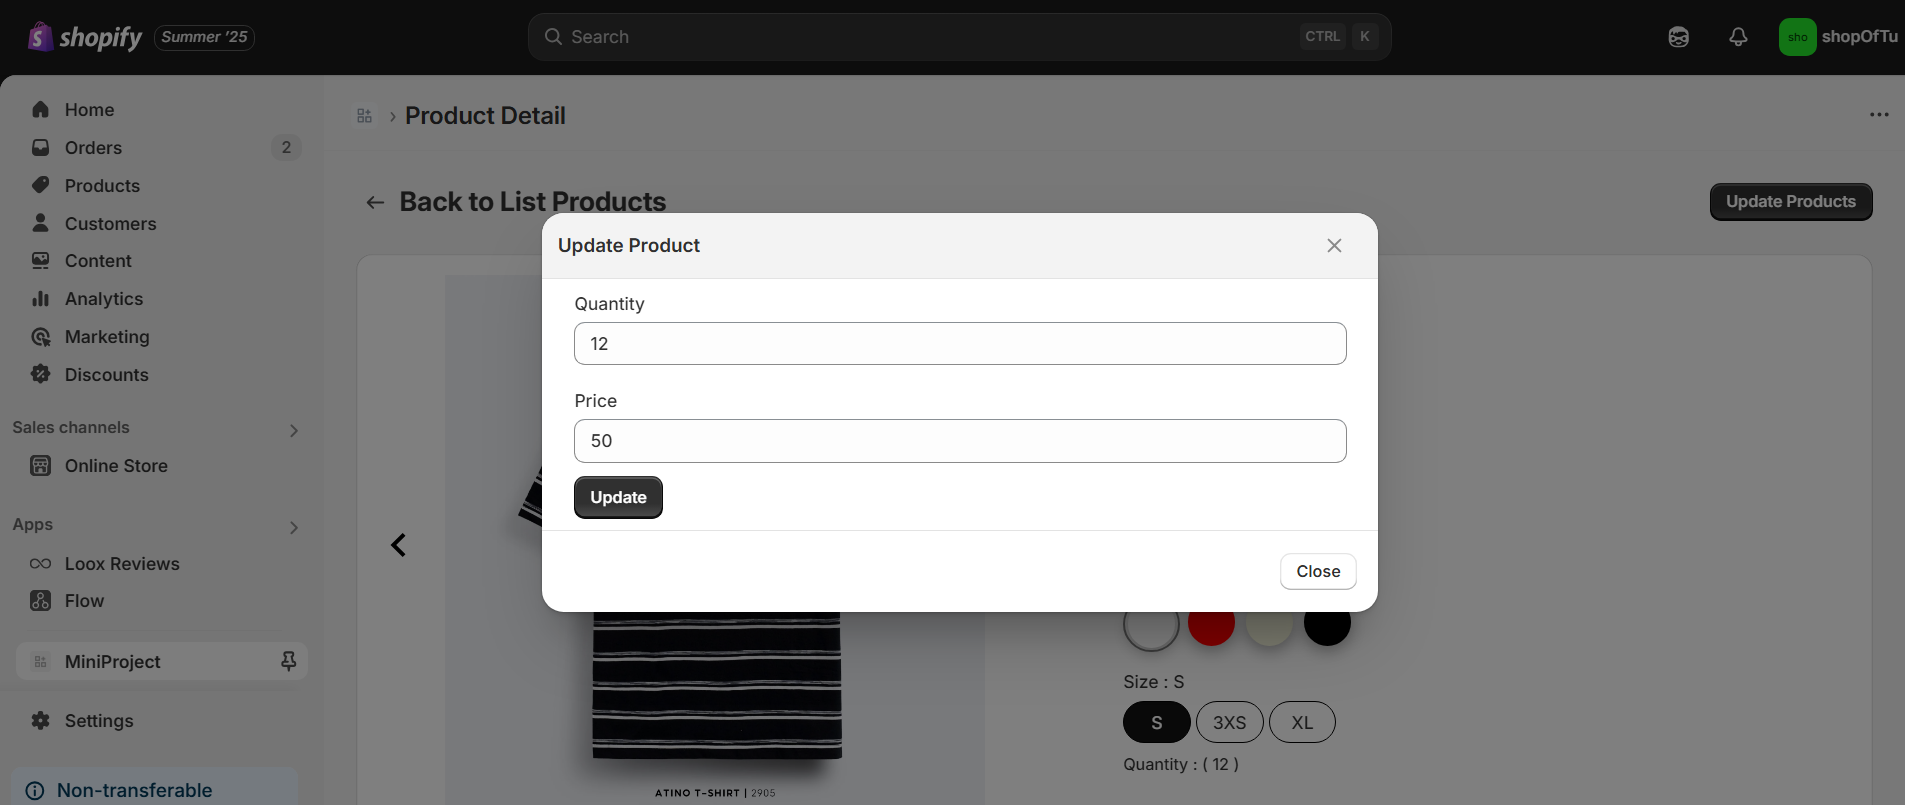 shopify Summer '25
Search CTRL K
sho shopOfTu
Home
Orders 2
Products
Customers
Content
Analytics
Marketing
Discounts
Sales channels
Online Store
Apps
Loox Reviews
Flow
MiniProject
Settings
Non-transferable
Product Detail
Back to List Products
Update Products
Update Product
Quantity
12
Price
50
Update
Close
Size : S
S 3XS XL
Quantity : ( 12 )
ATINO T-SHIRT | 2905